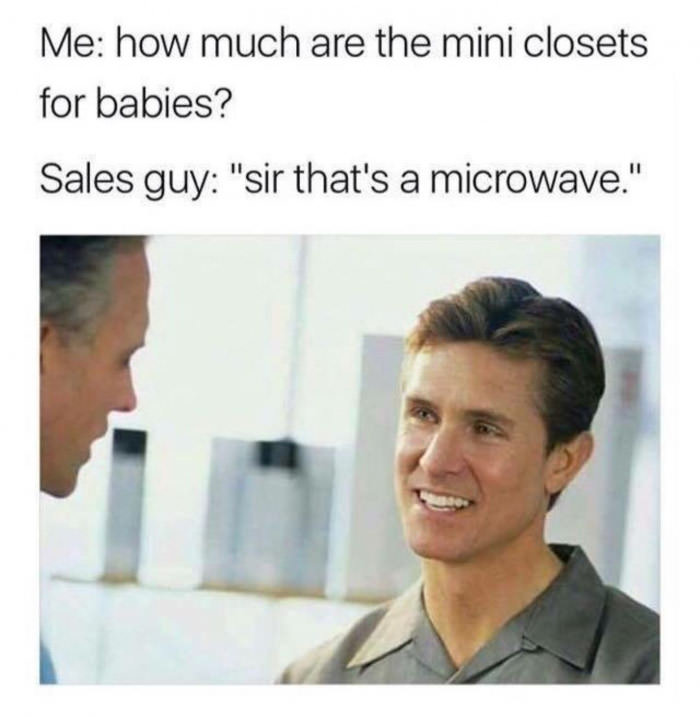 Me: how much are the mini closets
for babies?
Sales guy: "sir that's a microwave."